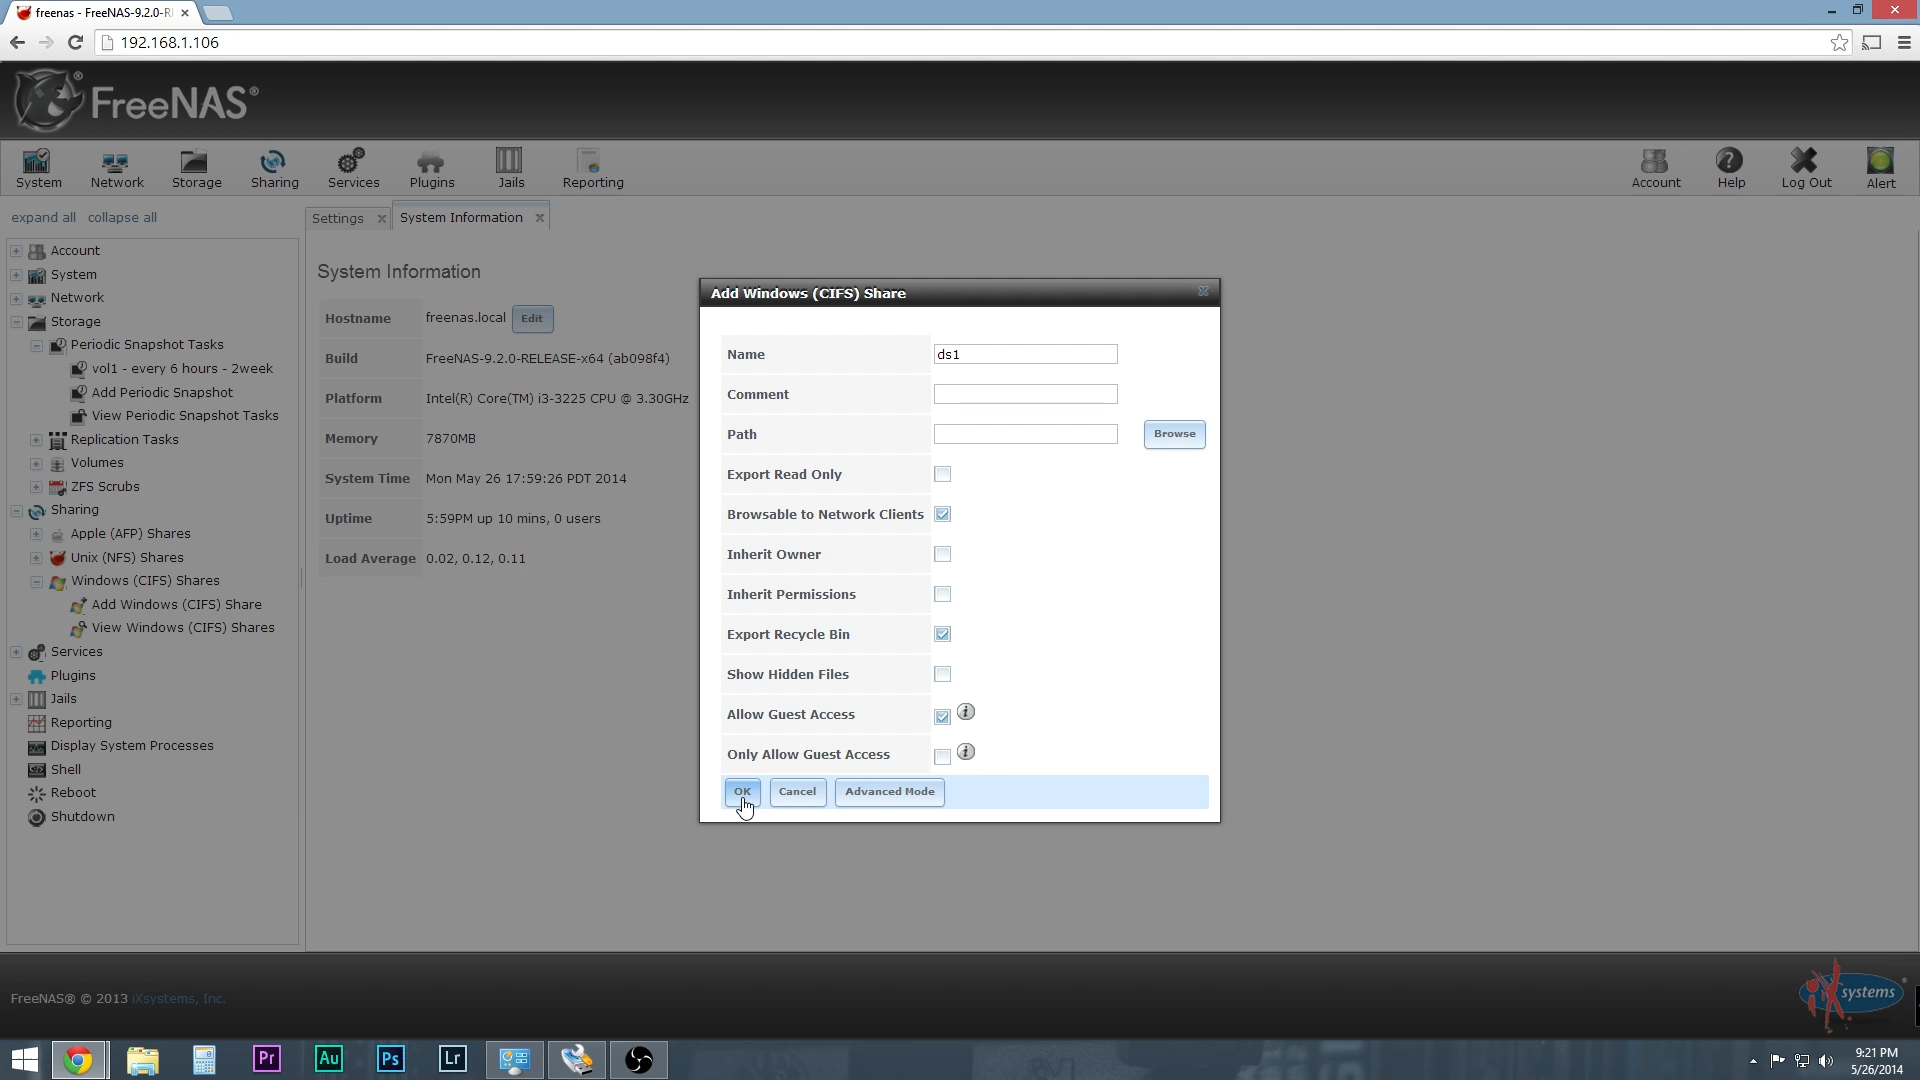 freenas - FreeNAS-9.2.0-RE
192.168.1.106
FreeNAS®
System
Network
Storage
Sharing
Services
Plugins
Jails
Reporting
Account
Help
Log Out
Alert
expand all collapse all
Account
System
Network
Storage
Periodic Snapshot Tasks
vol1 - every 6 hours - 2week
Add Periodic Snapshot
View Periodic Snapshot Tasks
Replication Tasks
Volumes
ZFS Scrubs
Sharing
Apple (AFP) Shares
Unix (NFS) Shares
Windows (CIFS) Shares
Add Windows (CIFS) Share
View Windows (CIFS) Shares
Services
Plugins
Jails
Reporting
Display System Processes
Shell
Reboot
Shutdown
Settings
System Information
System Information
Hostname freenas.local Edit
Build FreeNAS-9.2.0-RELEASE-x64 (ab098f4)
Platform Intel(R) Core(TM) i3-3225 CPU @ 3.30GHz
Memory 7870MB
System Time Mon May 26 17:59:26 PDT 2014
Uptime 5:59PM up 10 mins, 0 users
Load Average 0.02, 0.12, 0.11
Add Windows (CIFS) Share
Name ds1
Comment
Path Browse
Export Read Only
Browsable to Network Clients
Inherit Owner
Inherit Permissions
Export Recycle Bin
Show Hidden Files
Allow Guest Access
Only Allow Guest Access
OK Cancel Advanced Mode
FreeNAS® © 2013 iXsystems, Inc.
iXsystems
Pr
Au
Ps
Lr
9:21 PM
5/26/2014